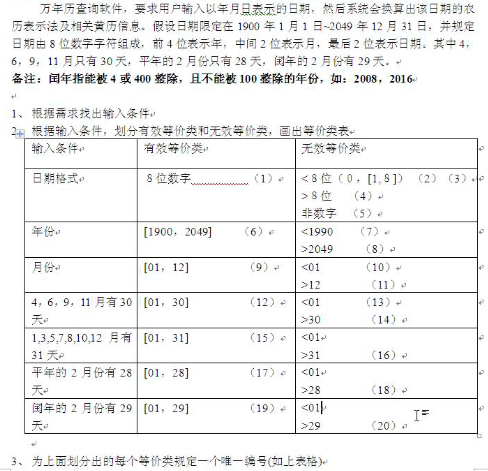 万年历查询软件，要求用户输入以年月日表示的日期，然后系统会换算出该日期的农
历表示法及相关黄历信息。假设日期限定在 1900 年 1 月 1 日~2049 年 12 月 31 日，并规定
日期由 8 位数字字符组成，前 4 位表示年，中间 2 位表示月，最后 2 位表示日期。其中 4，
6，9，11 月只有 30 天，平年的 2 月份只有 28 天，闰年的 2 月份有 29 天。
备注：闰年指能被 4 或 400 整除，且不能被 100 整除的年份，如：2008，2016
1、 根据需求找出输入条件
2、 根据输入条件，划分有效等价类和无效等价类，画出等价类表
输入条件 有效等价类 无效等价类
日期格式 8 位数字 （1） <8 位（ 0 ，[1,8]）（2）（3）
>8 位 （4）
非数字 （5）
年份 [1900，2049] （6） <1990 （7）
>2049 （8）
月份 [01，12] （9） <01 （10）
>12 （11）
4，6，9，11 月有 30 [01，30] （12） <01 （13）
天 >30 （14）
1,3,5,7,8,10,12 月有 [01，31] （15） <01
31 天 >31 （16）
平年的 2 月份有 28 [01，28] （17） <01
天 >28 （18）
闰年的 2 月份有 29 [01，29] （19） <01
天 >29 （20）
3、 为上面划分出的每个等价类规定一个唯一编号(如上表格)